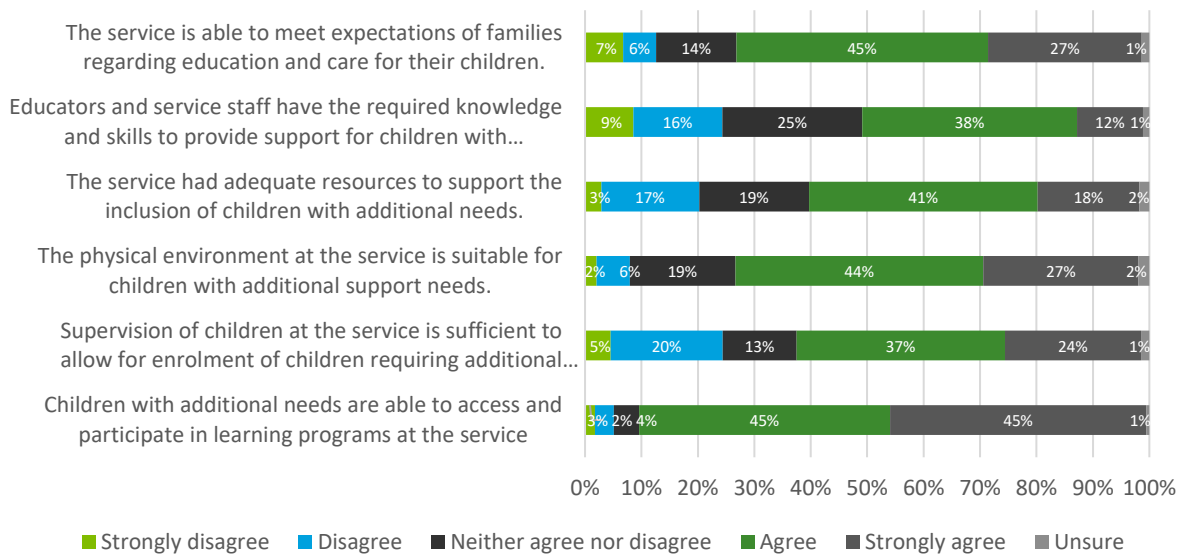 The service is able to meet expectations of families
regarding education and care for their children.
7% 6% 14% 45% 27% 1%
Educators and service staff have the required knowledge
and skills to provide support for children with…
9% 16% 25% 38% 12% 1%
The service had adequate resources to support the
inclusion of children with additional needs.
3% 17% 19% 41% 18% 2%
The physical environment at the service is suitable for
children with additional support needs.
2% 6% 19% 44% 27% 2%
Supervision of children at the service is sufficient to
allow for enrolment of children requiring additional…
5% 20% 13% 37% 24% 1%
Children with additional needs are able to access and
participate in learning programs at the service
3% 2% 4% 45% 45% 1%
0% 10% 20% 30% 40% 50% 60% 70% 80% 90% 100%
Strongly disagree Disagree Neither agree nor disagree Agree Strongly agree Unsure